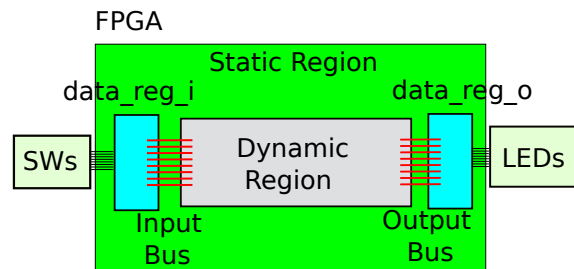 FPGA
Static Region
data_reg_i
data_reg_o
SWs
Dynamic
Region
LEDs
Input
Bus
Output
Bus